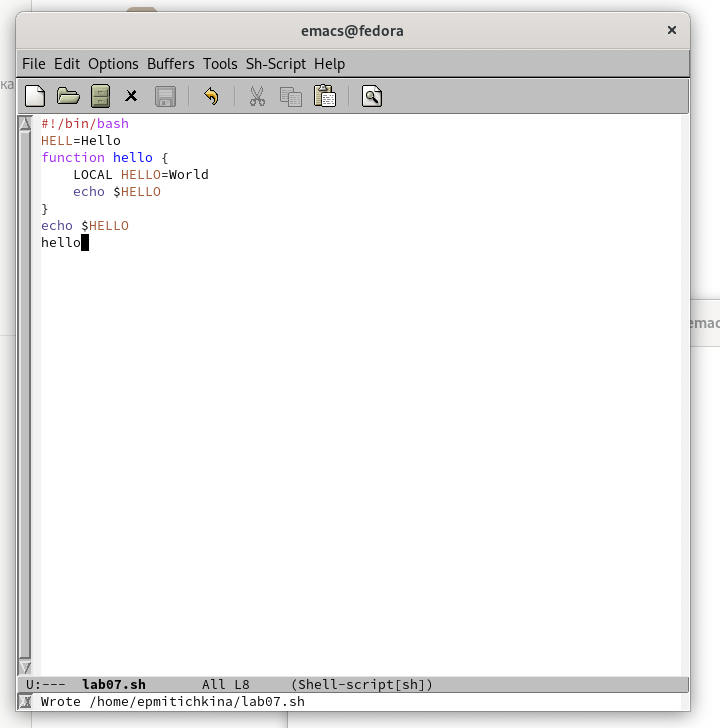 emacs@fedora
File Edit Options Buffers Tools Sh-Script Help
ка
#!/bin/bash
HELL=Hello
function hello {
    LOCAL HELLO=World
    echo $HELLO
}
echo $HELLO
hello
emac
U:--- lab07.sh All L8 (Shell-script[sh])
Wrote /home/epmitichkina/lab07.sh